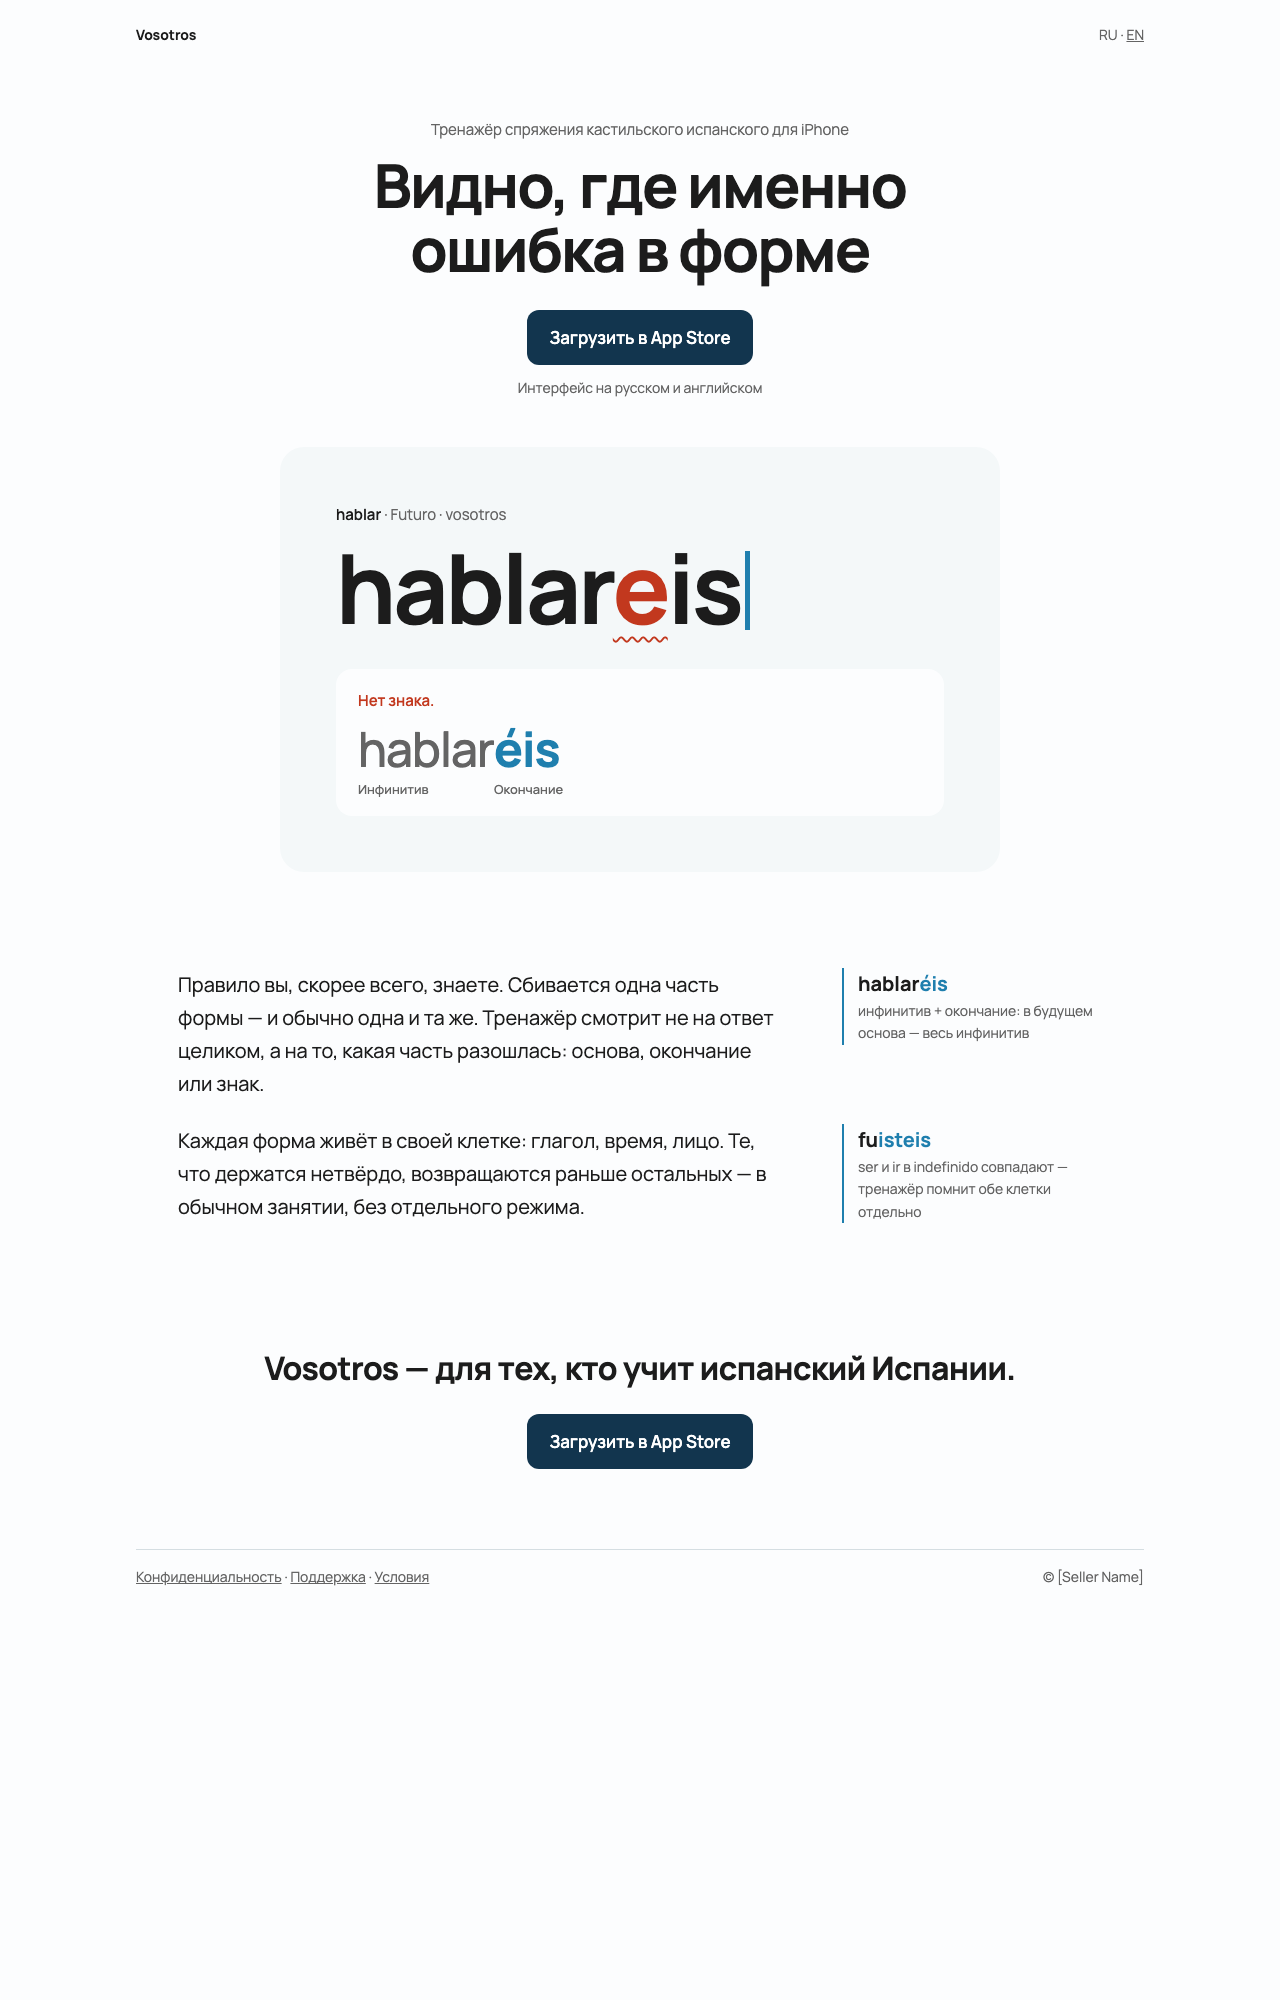 Vosotros
RU · EN
Тренажёр спряжения кастильского испанского для iPhone
Видно, где именно
ошибка в форме
Загрузить в App Store
Интерфейс на русском и английском
hablar · Futuro · vosotros
hablareis
Нет знака.
hablaréis
Инфинитив Окончание
Правило вы, скорее всего, знаете. Сбивается одна часть
формы — и обычно одна и та же. Тренажёр смотрит не на ответ
целиком, а на то, какая часть разошлась: основа, окончание
или знак.
hablaréis
инфинитив + окончание: в будущем
основа — весь инфинитив
Каждая форма живёт в своей клетке: глагол, время, лицо. Те,
что держатся нетвёрдо, возвращаются раньше остальных — в
обычном занятии, без отдельного режима.
fuisteis
ser и ir в indefinido совпадают —
тренажёр помнит обе клетки
отдельно
Vosotros — для тех, кто учит испанский Испании.
Загрузить в App Store
Конфиденциальность · Поддержка · Условия
© [Seller Name]